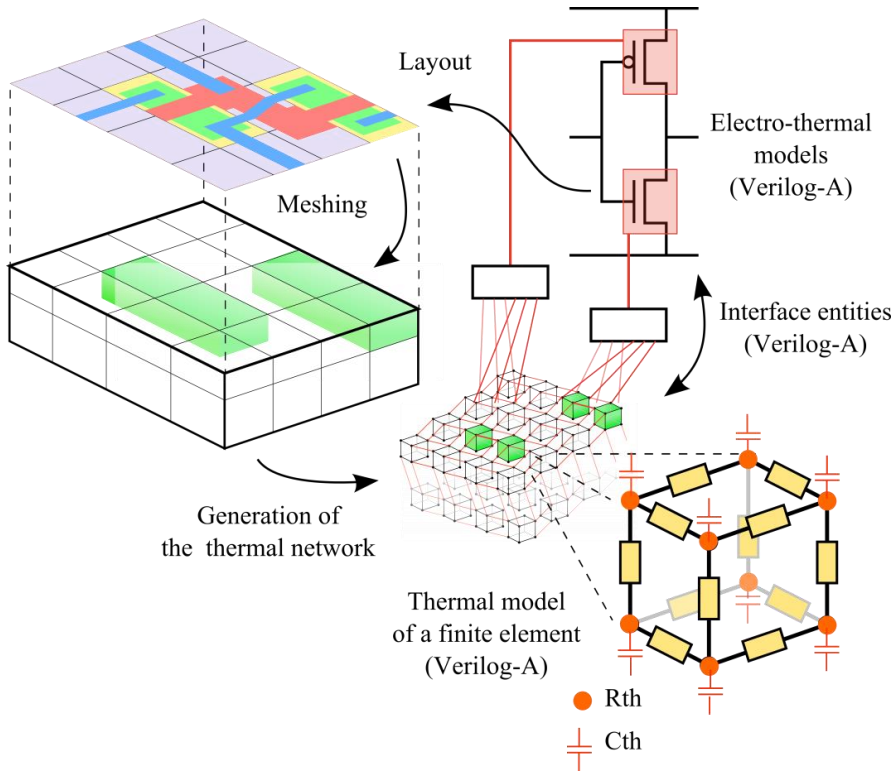 Layout
Electro-thermal
models
(Verilog-A)
Meshing
Interface entities
(Verilog-A)
Generation of
the thermal network
Thermal model
of a finite element
(Verilog-A)
Rth
Cth